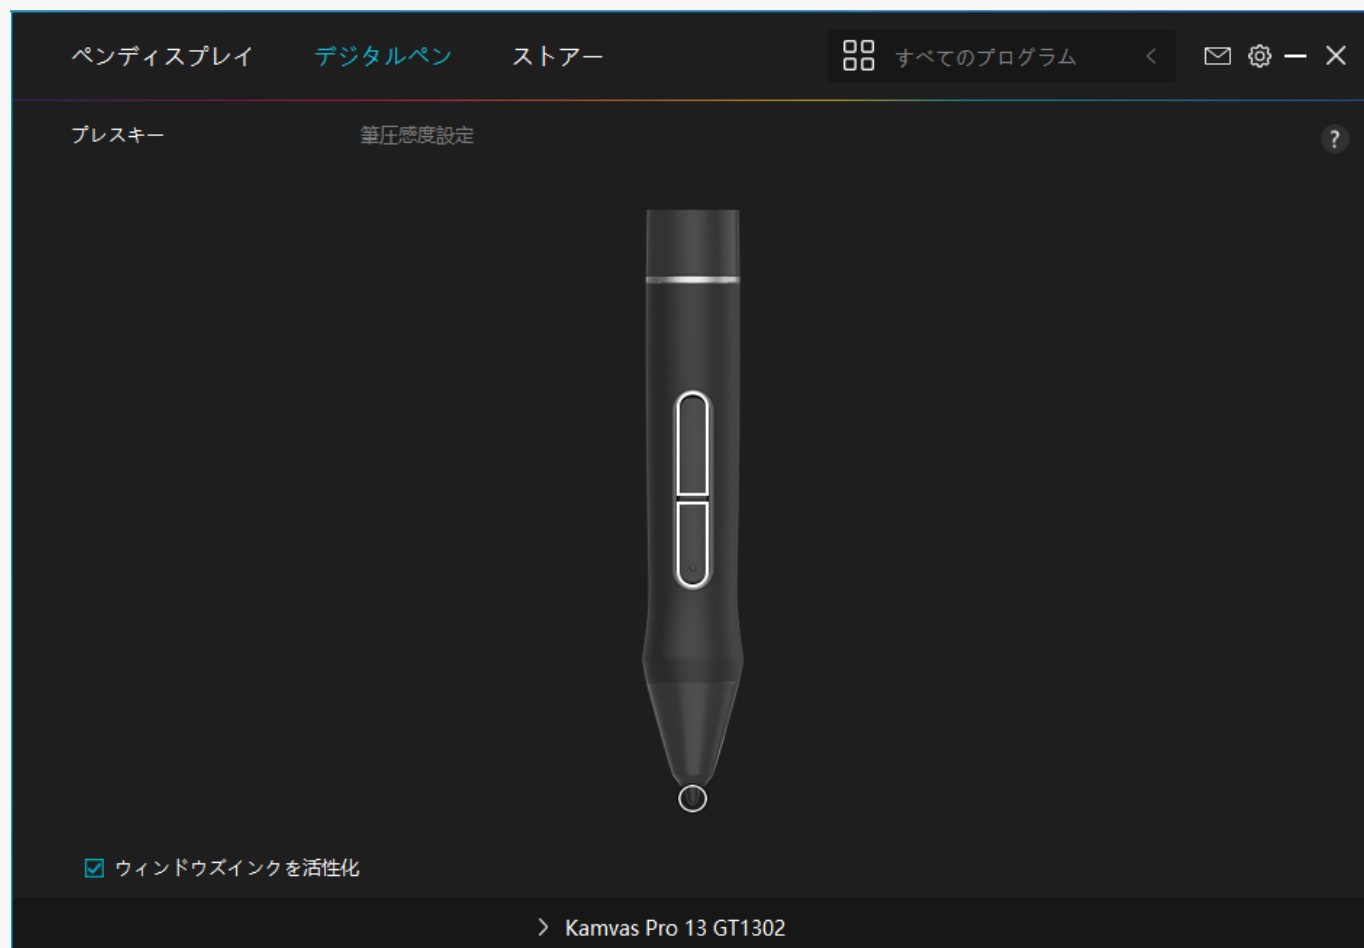 ペンディスプレイ デジタルペン ストアー すべてのプログラム
プレスキー 筆圧感度設定 ?
ウィンドウズインクを活性化
Kamvas Pro 13 GT1302